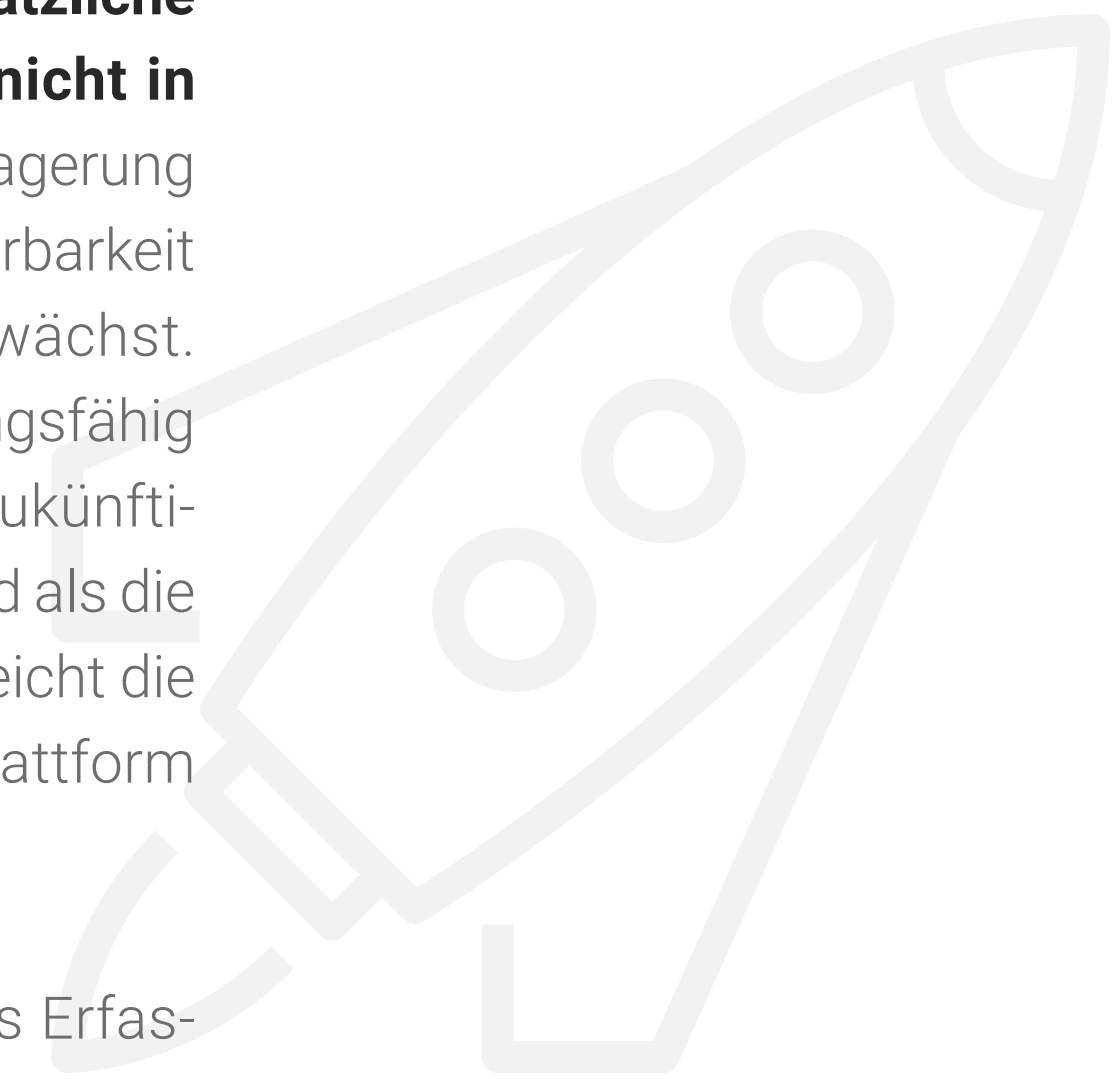 ätzliche
nicht in
agerung
rbarkeit
wächst.
gsfähig
ukünfti-
d als die
eicht die
attform
s Erfas-